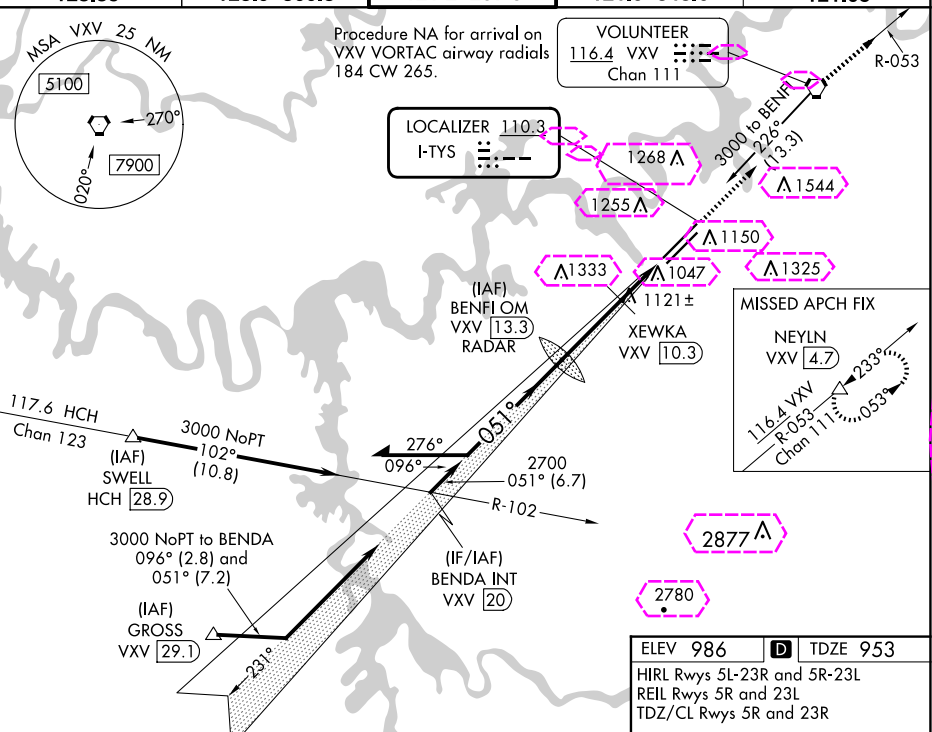 MSA VXV 25 NM
5100
270°
020°
7900
Procedure NA for arrival on
VXV VORTAC airway radials
184 CW 265.
VOLUNTEER
116.4 VXV
Chan 111
R-053
LOCALIZER 110.3
I-TYS
3000 to BENFI
226°
(13.3)
1268
1544
1255
1150
1333
1047
1325
1121±
(IAF)
BENFI OM
VXV 13.3
RADAR
XEWKA
VXV 10.3
MISSED APCH FIX
NEYLN
VXV 4.7
233°
053°
116.4 VXV
R-053
Chan 111
117.6 HCH
Chan 123
3000 NoPT
102°
(10.8)
(IAF)
SWELL
HCH 28.9
051°
276°
096°
2700
051° (6.7)
R-102
3000 NoPT to BENDA
096° (2.8) and
051° (7.2)
(IF/IAF)
BENDA INT
VXV 20
2877
2780
(IAF)
GROSS
VXV 29.1
231°
ELEV 986 D TDZE 953
HIRL Rwys 5L-23R and 5R-23L
REIL Rwys 5R and 23L
TDZ/CL Rwys 5R and 23R